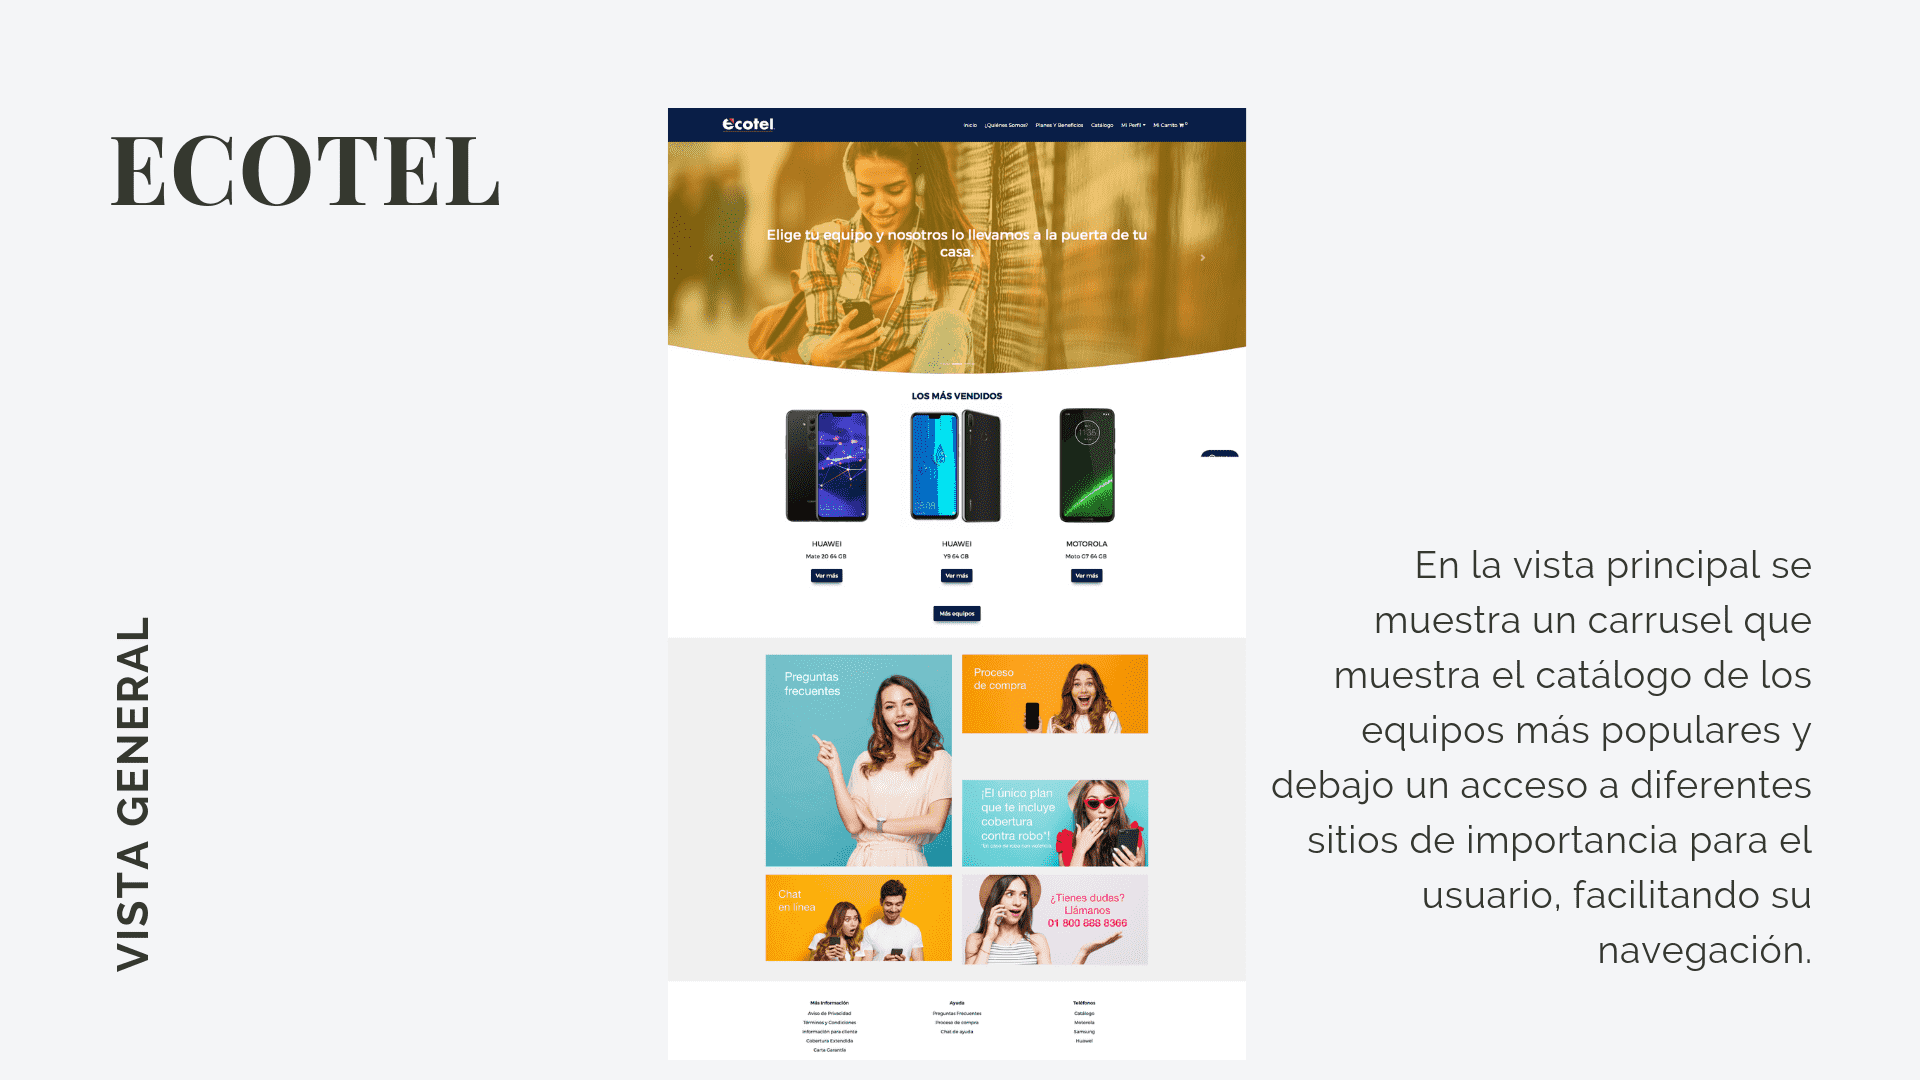 ECOTEL
VISTA GENERAL
écotel
Inicio ¿Quiénes Somos? Planes Y Beneficios Catálogo Mi Perfil Mi Carrito 0
Elige tu equipo y nosotros lo llevamos a la puerta de tu
casa.
LOS MÁS VENDIDOS
HUAWEI
Mate 20 64 GB
Ver más
HUAWEI
Y9 64 GB
Ver más
MOTOROLA
Moto G7 64 GB
Ver más
Más equipos
Preguntas
frecuentes
Proceso
de compra
¡El único plan
que te incluye
cobertura
contra robo*!
Chat
en línea
¿Tienes dudas?
Llámanos
01 800 888 8366
Más Información
Aviso de Privacidad
Términos y Condiciones
Información para cliente
Cobertura Extendida
Carta Garantía
Ayuda
Preguntas Frecuentes
Proceso de compra
Chat de ayuda
Teléfonos
Catálogo
Motorola
Samsung
Huawei
En la vista principal se
muestra un carrusel que
muestra el catálogo de los
equipos más populares y
debajo un acceso a diferentes
sitios de importancia para el
usuario, facilitando su
navegación.